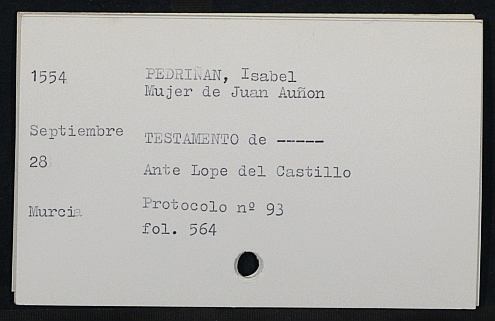 1554 PEDRIÑAN, Isabel
Mujer de Juan Auñon
Septiembre TESTAMENTO de -----
28 Ante Lope del Castillo
Murcia Protocolo nº 93
fol. 564